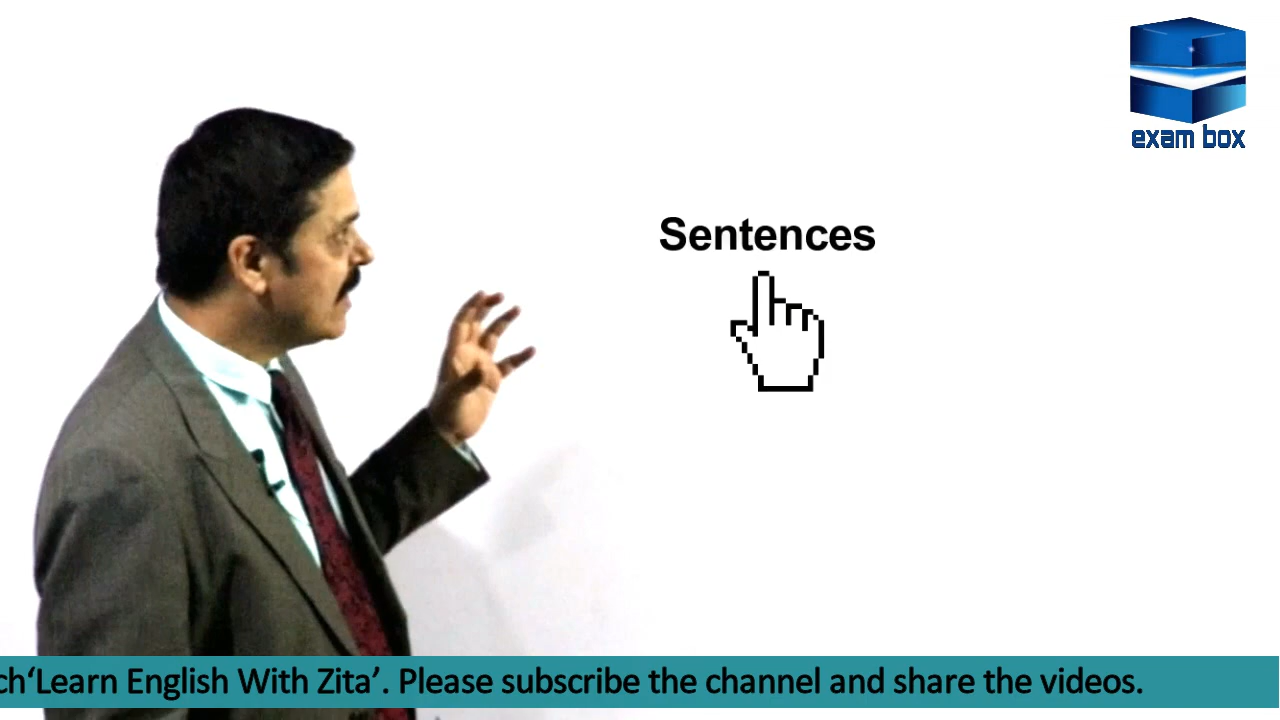 exam box
Sentences
ch‘Learn English With Zita’. Please subscribe the channel and share the videos.